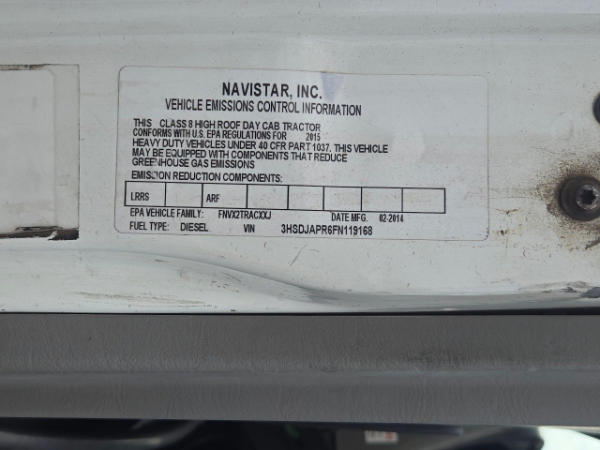 NAVISTAR, INC.
VEHICLE EMISSIONS CONTROL INFORMATION
THIS CLASS 8 HIGH ROOF DAY CAB TRACTOR
CONFORMS WITH U.S. EPA REGULATIONS FOR 2015
HEAVY DUTY VEHICLES UNDER 40 CFR PART 1037. THIS VEHICLE
MAY BE EQUIPPED WITH COMPONENTS THAT REDUCE
GREENHOUSE GAS EMISSIONS
EMISSION REDUCTION COMPONENTS:
LRRS ARF
EPA VEHICLE FAMILY: FNVX2TRACXXJ DATE MFG. 02-2014
FUEL TYPE: DIESEL VIN 3HSDJAPR6FN119168